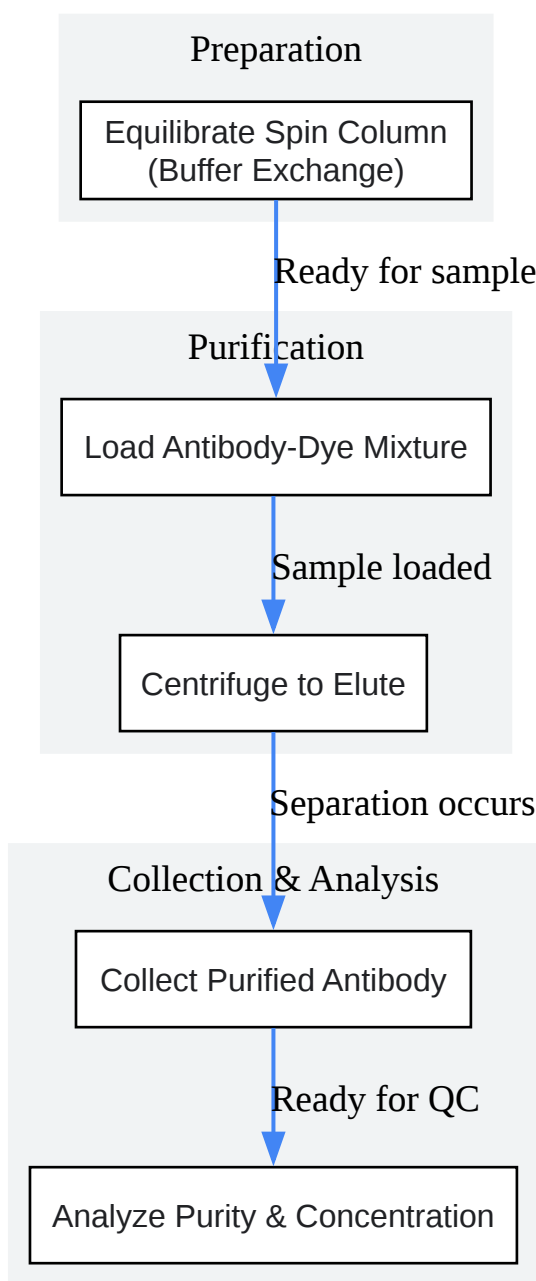 Preparation
Equilibrate Spin Column
(Buffer Exchange)
Ready for sample
Purification
Load Antibody-Dye Mixture
Sample loaded
Centrifuge to Elute
Separation occurs
Collection & Analysis
Collect Purified Antibody
Ready for QC
Analyze Purity & Concentration